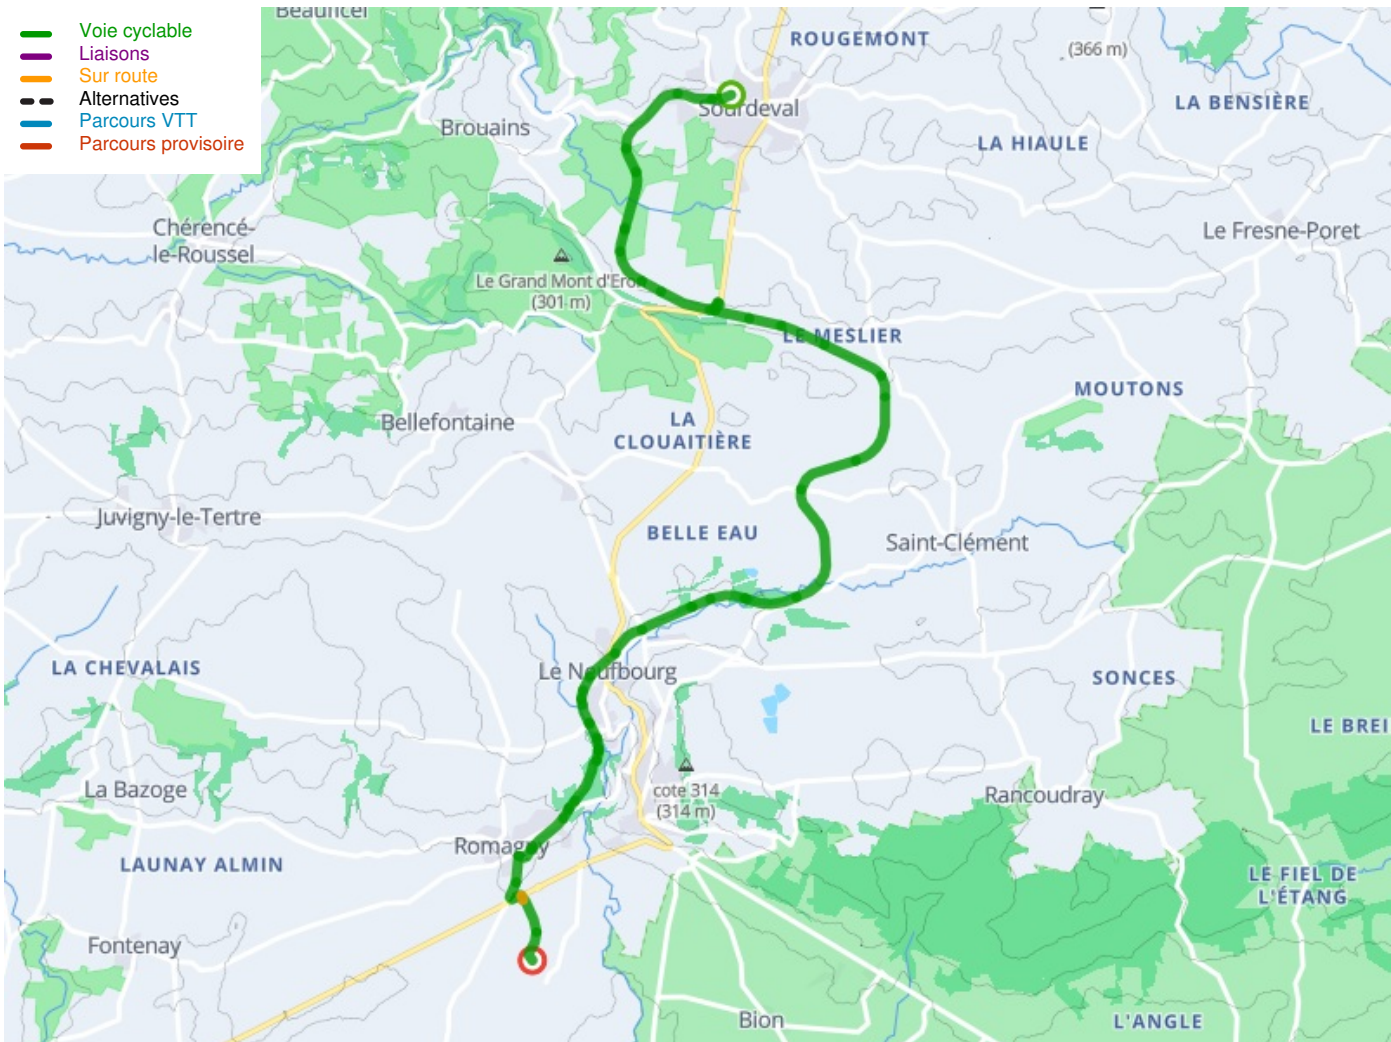 Beauficel
Voie cyclable
Liaisons
Sur route
Alternatives
Parcours VTT
Parcours provisoire
ROUGEMONT
(366 m)
LA BENSIÈRE
Sourdeval
Brouains
LA HIAULE
Chérencé-
le-Roussel
Le Fresne-Poret
Le Grand Mont d'Eron
(301 m)
LE MESLIER
MOUTONS
LA
CLOUAITIÈRE
Bellefontaine
Juvigny-le-Tertre
BELLE EAU
Saint-Clément
LA CHEVALAIS
Le Neufbourg
SONCES
LE BREI
La Bazoge
cote 314
(314 m)
Rancoudray
Romagny
LAUNAY ALMIN
LE FIEL DE
L'ÉTANG
Fontenay
Bion
L'ANGLE